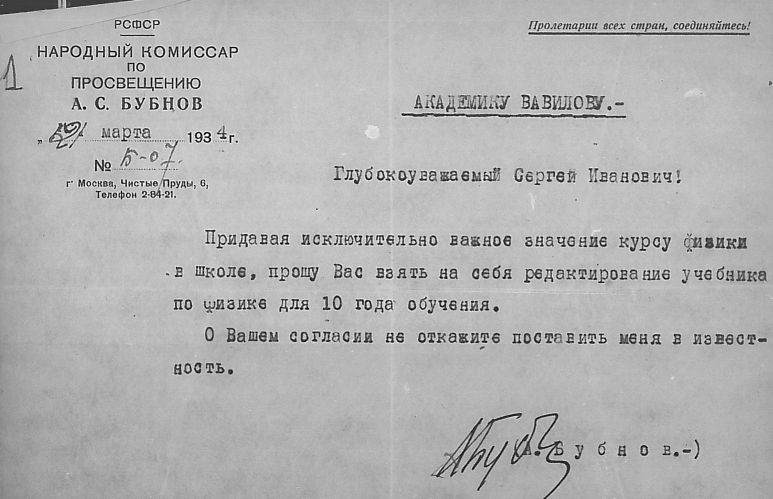 1
РСФСР
НАРОДНЫЙ КОМИССАР
ПО
ПРОСВЕЩЕНИЮ
А. С. БУБНОВ
марта 1934г.
№ Б-07.
г Москва, Чистые Пруды, 6,
Телефон 2-84-21.
Пролетарии всех стран, соединяйтесь!
АКАДЕМИКУ ВАВИЛОВУ.-
Глубокоуважаемый Сергей Иванович!
Придавая исключительно важное значение курсу физики
в школе, прошу Вас взять на себя редактирование учебника
по физике для 10 года обучения.
О Вашем согласии не откажите поставить меня в извест-
ность.
(А. Бубнов.-)